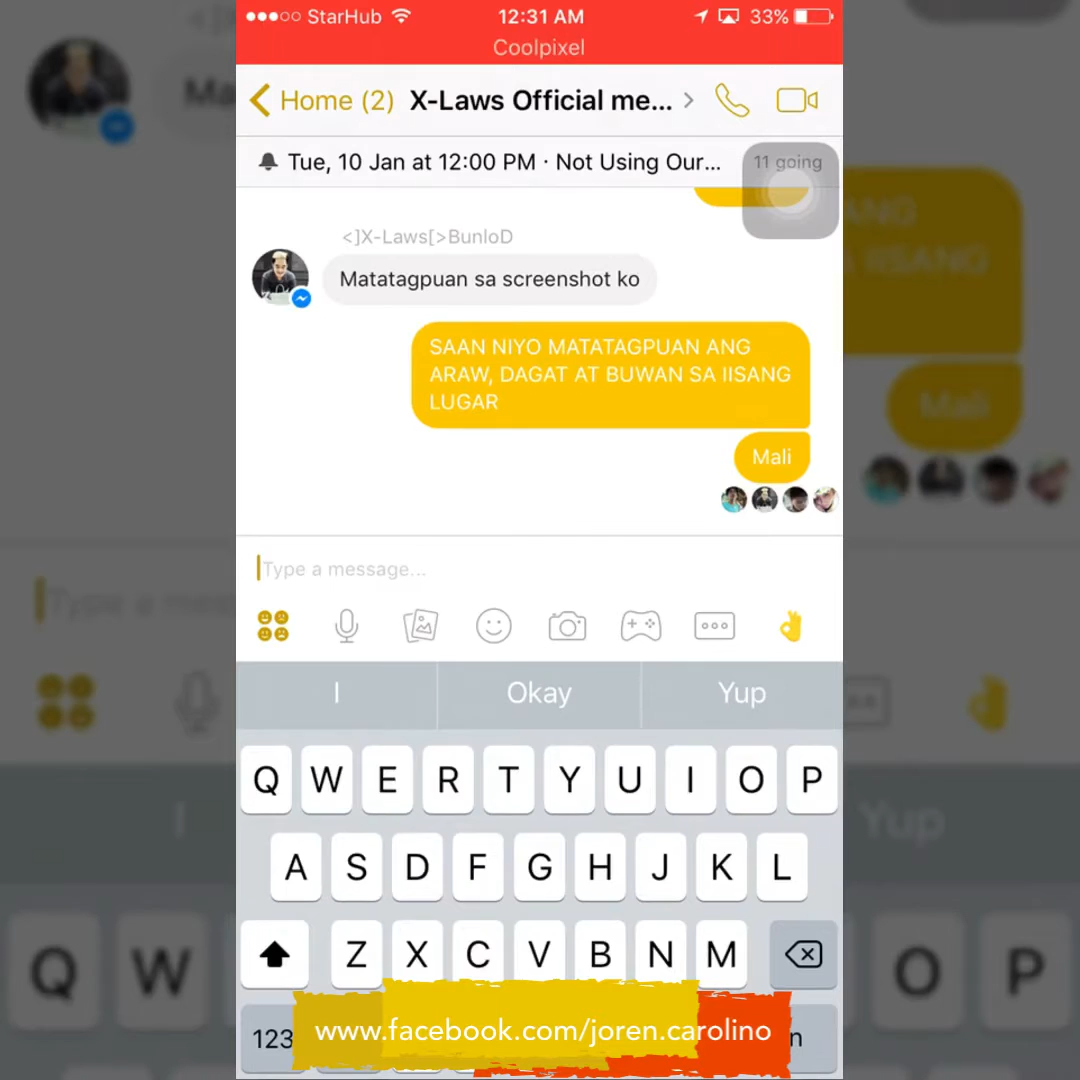 StarHub
12:31 AM
33%
Coolpixel
Home (2)
X-Laws Official me...
Tue, 10 Jan at 12:00 PM · Not Using Our...
11 going
<]X-Laws[>BunloD
Matatagpuan sa screenshot ko
SAAN NIYO MATATAGPUAN ANG
ARAW, DAGAT AT BUWAN SA IISANG
LUGAR
Mali
Type a message...
I
Okay
Yup
Q W E R T Y U I O P
A S D F G H J K L
Z X C V B N M
123
www.facebook.com/joren.carolino